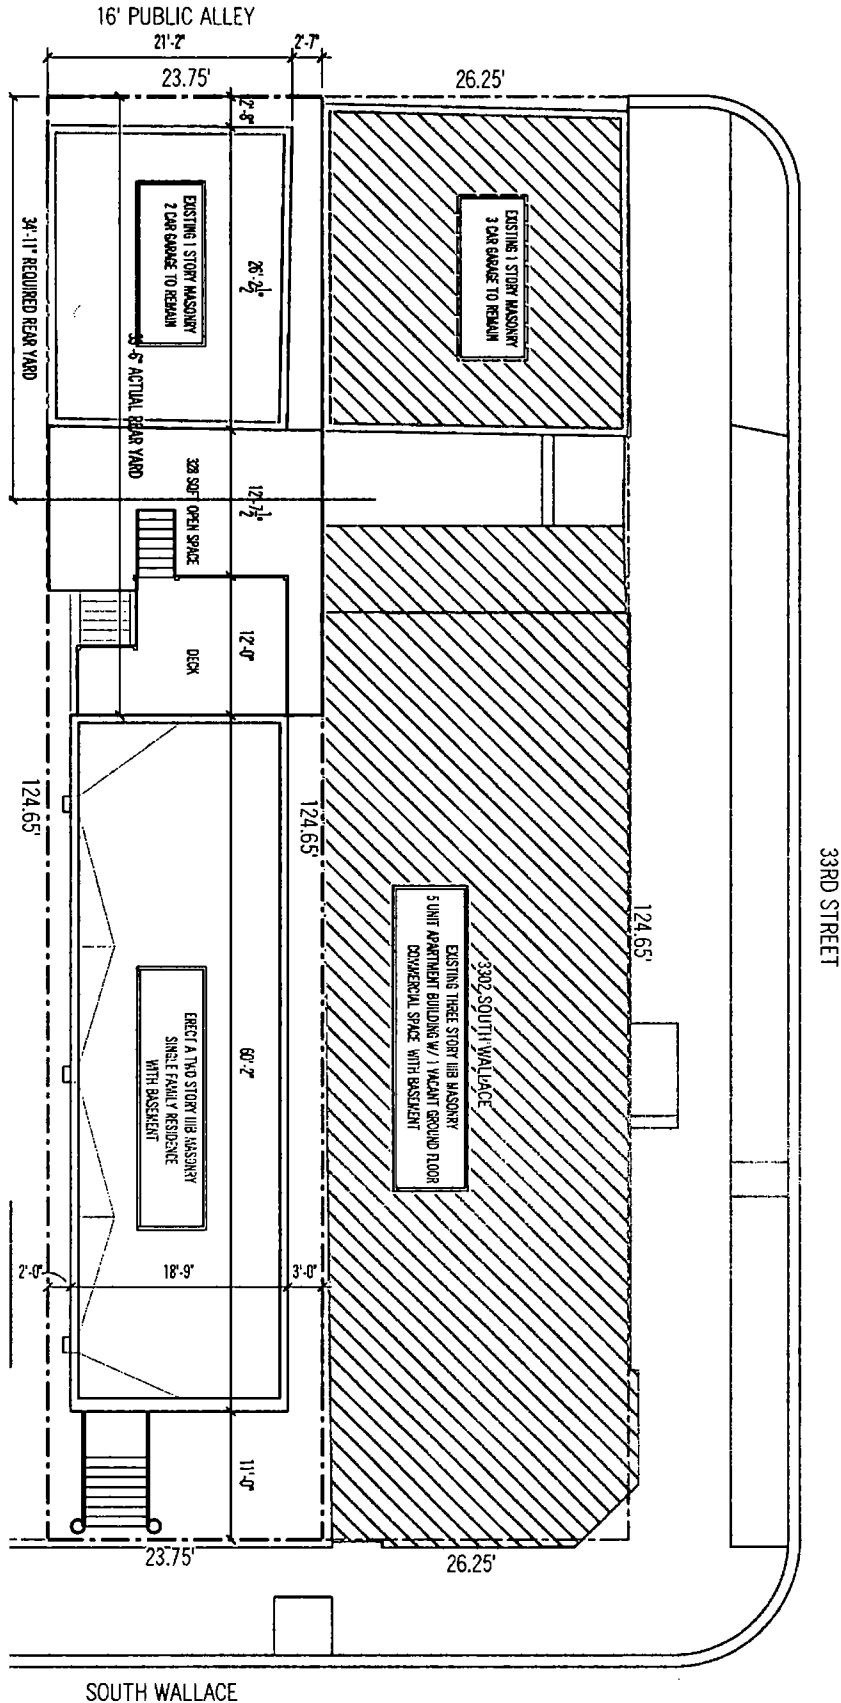 16' PUBLIC ALLEY
21'-2"
2'-7"
23.75'
26.25'
2'-8"
EXISTING 1 STORY MASONRY
2 CAR GARAGE TO REMAIN
26'-2½"
EXISTING 1 STORY MASONRY
3 CAR GARAGE TO REMAIN
34'-11" REQUIRED REAR YARD
ACTUAL REAR YARD
328 SQFT OPEN SPACE
12'-7½"
DECK
12'-0"
124.65'
124.65'
124.65'
33RD STREET
3302 SOUTH WALLACE
EXISTING THREE STORY IIIB MASONRY
5 UNIT APARTMENT BUILDING W/ 1 VACANT GROUND FLOOR
COMMERCIAL SPACE WITH BASEMENT
ERECT A TWO STORY IIIB MASONRY
SINGLE FAMILY RESIDENCE
WITH BASEMENT
60'-2"
2'-0"
18'-9"
3'-0"
11'-0"
23.75'
26.25'
SOUTH WALLACE